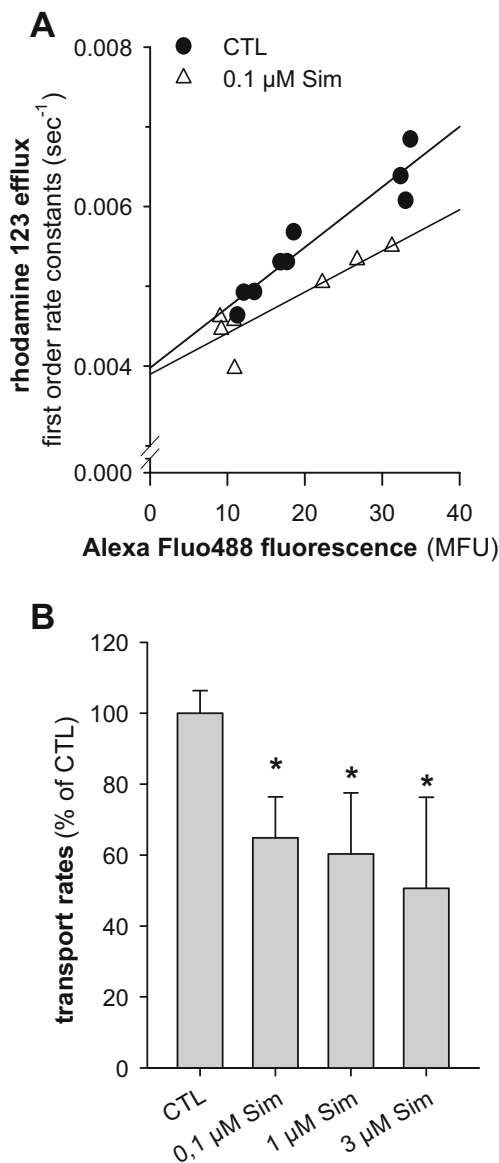 A
CTL
0.1 µM Sim
0.008
0.006
0.004
0.000
rhodamine 123 efflux
first order rate constants (sec-1)
0 10 20 30 40
Alexa Fluo488 fluorescence (MFU)
B
120
100
80
60
40
20
0
transport rates (% of CTL)
* * *
CTL
0,1 µM Sim
1 µM Sim
3 µM Sim